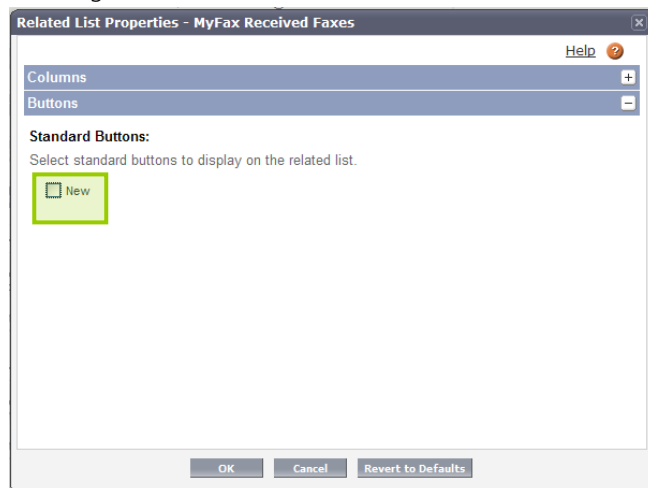 Related List Properties - MyFax Received Faxes
Help
Columns
Buttons
Standard Buttons:
Select standard buttons to display on the related list.
New
OK Cancel Revert to Defaults